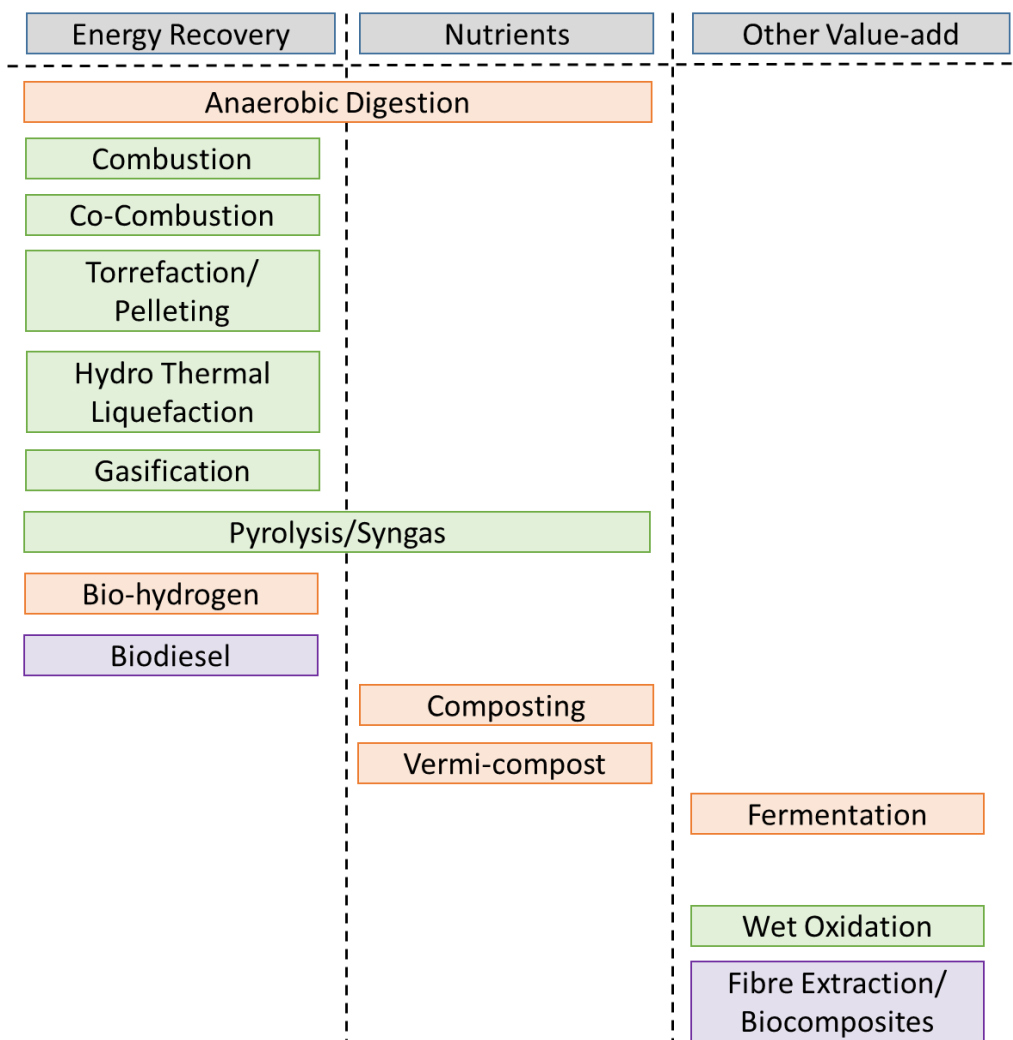 Energy Recovery
Nutrients
Other Value-add
Anaerobic Digestion
Combustion
Co-Combustion
Torrefaction/
Pelleting
Hydro Thermal
Liquefaction
Gasification
Pyrolysis/Syngas
Bio-hydrogen
Biodiesel
Composting
Vermi-compost
Fermentation
Wet Oxidation
Fibre Extraction/
Biocomposites